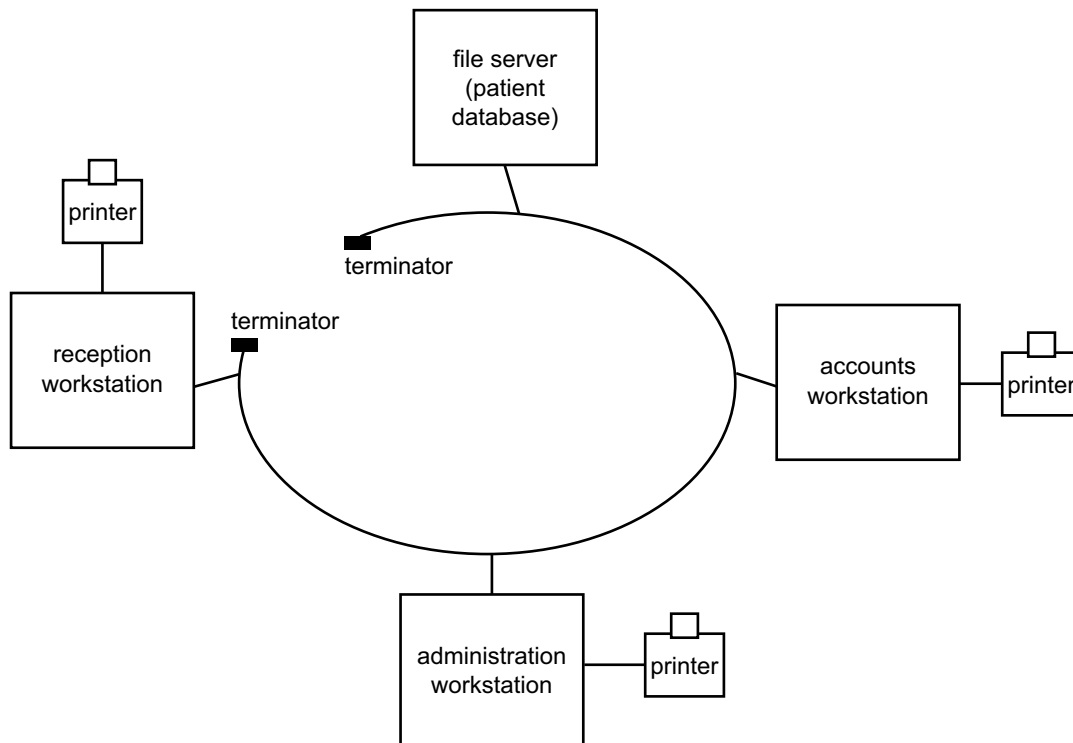 file server
(patient
database)
printer
terminator
terminator
reception
workstation
accounts
workstation
printer
administration
workstation
printer